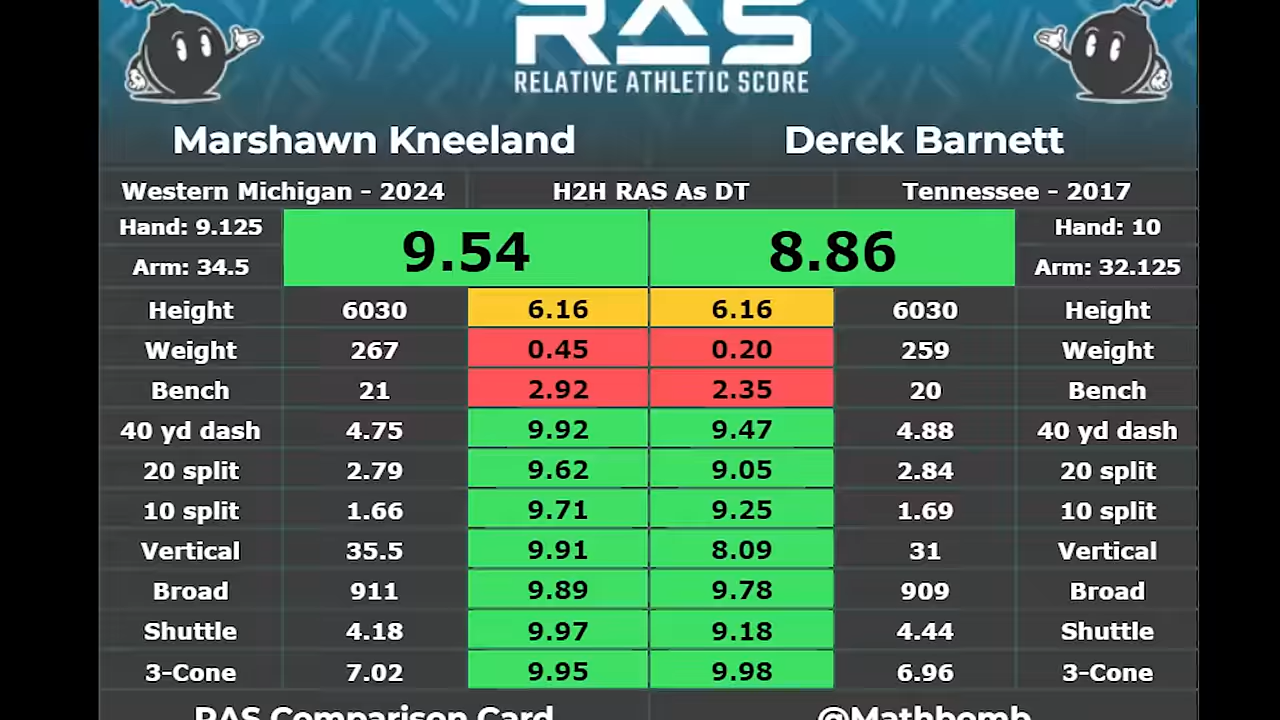 RAS
RELATIVE ATHLETIC SCORE
Marshawn Kneeland Derek Barnett
Western Michigan - 2024 H2H RAS As DT Tennessee - 2017
Hand: 9.125 9.54 8.86 Hand: 10
Arm: 34.5 Arm: 32.125
Height 6030 6.16 6.16 6030 Height
Weight 267 0.45 0.20 259 Weight
Bench 21 2.92 2.35 20 Bench
40 yd dash 4.75 9.92 9.47 4.88 40 yd dash
20 split 2.79 9.62 9.05 2.84 20 split
10 split 1.66 9.71 9.25 1.69 10 split
Vertical 35.5 9.91 8.09 31 Vertical
Broad 911 9.89 9.78 909 Broad
Shuttle 4.18 9.97 9.18 4.44 Shuttle
3-Cone 7.02 9.95 9.98 6.96 3-Cone
RAS Comparison Card @Mathbomb